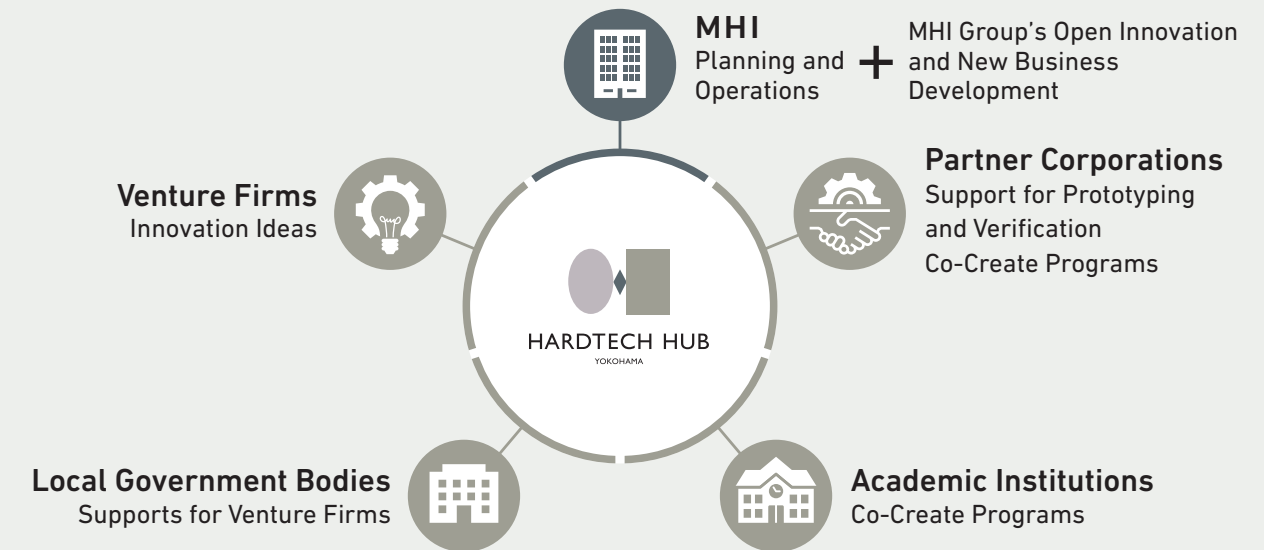 MHI
Planning and
Operations
+
MHI Group's Open Innovation
and New Business
Development
Venture Firms
Innovation Ideas
Partner Corporations
Support for Prototyping
and Verification
Co-Create Programs
HARDTECH HUB
YOKOHAMA
Local Government Bodies
Supports for Venture Firms
Academic Institutions
Co-Create Programs